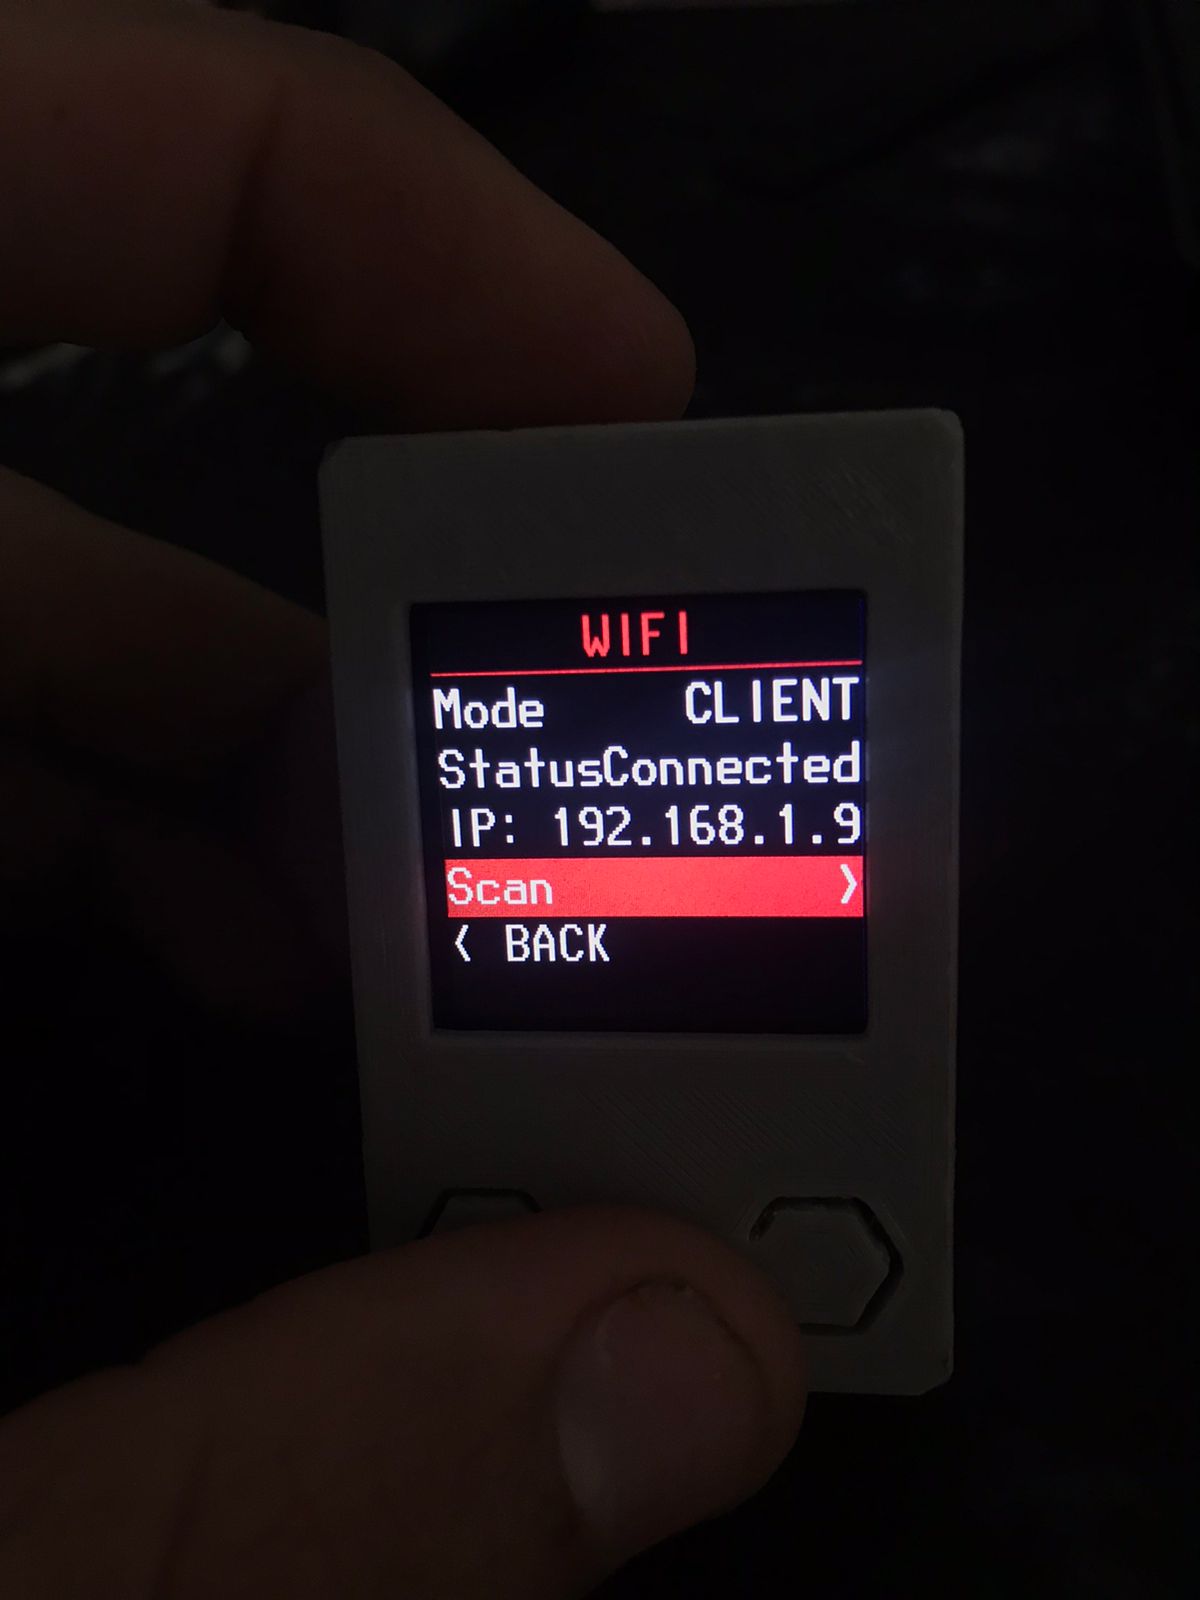 WIFI
Mode CLIENT
StatusConnected
IP: 192.168.1.9
Scan >
< BACK